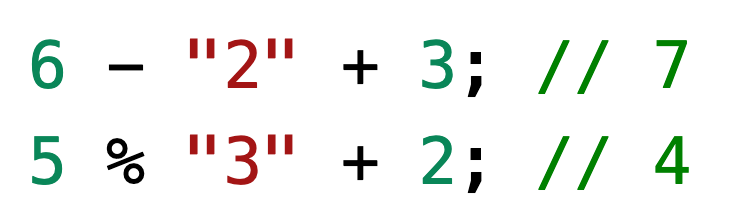 6 - "2" + 3; // 7
5 % "3" + 2; // 4